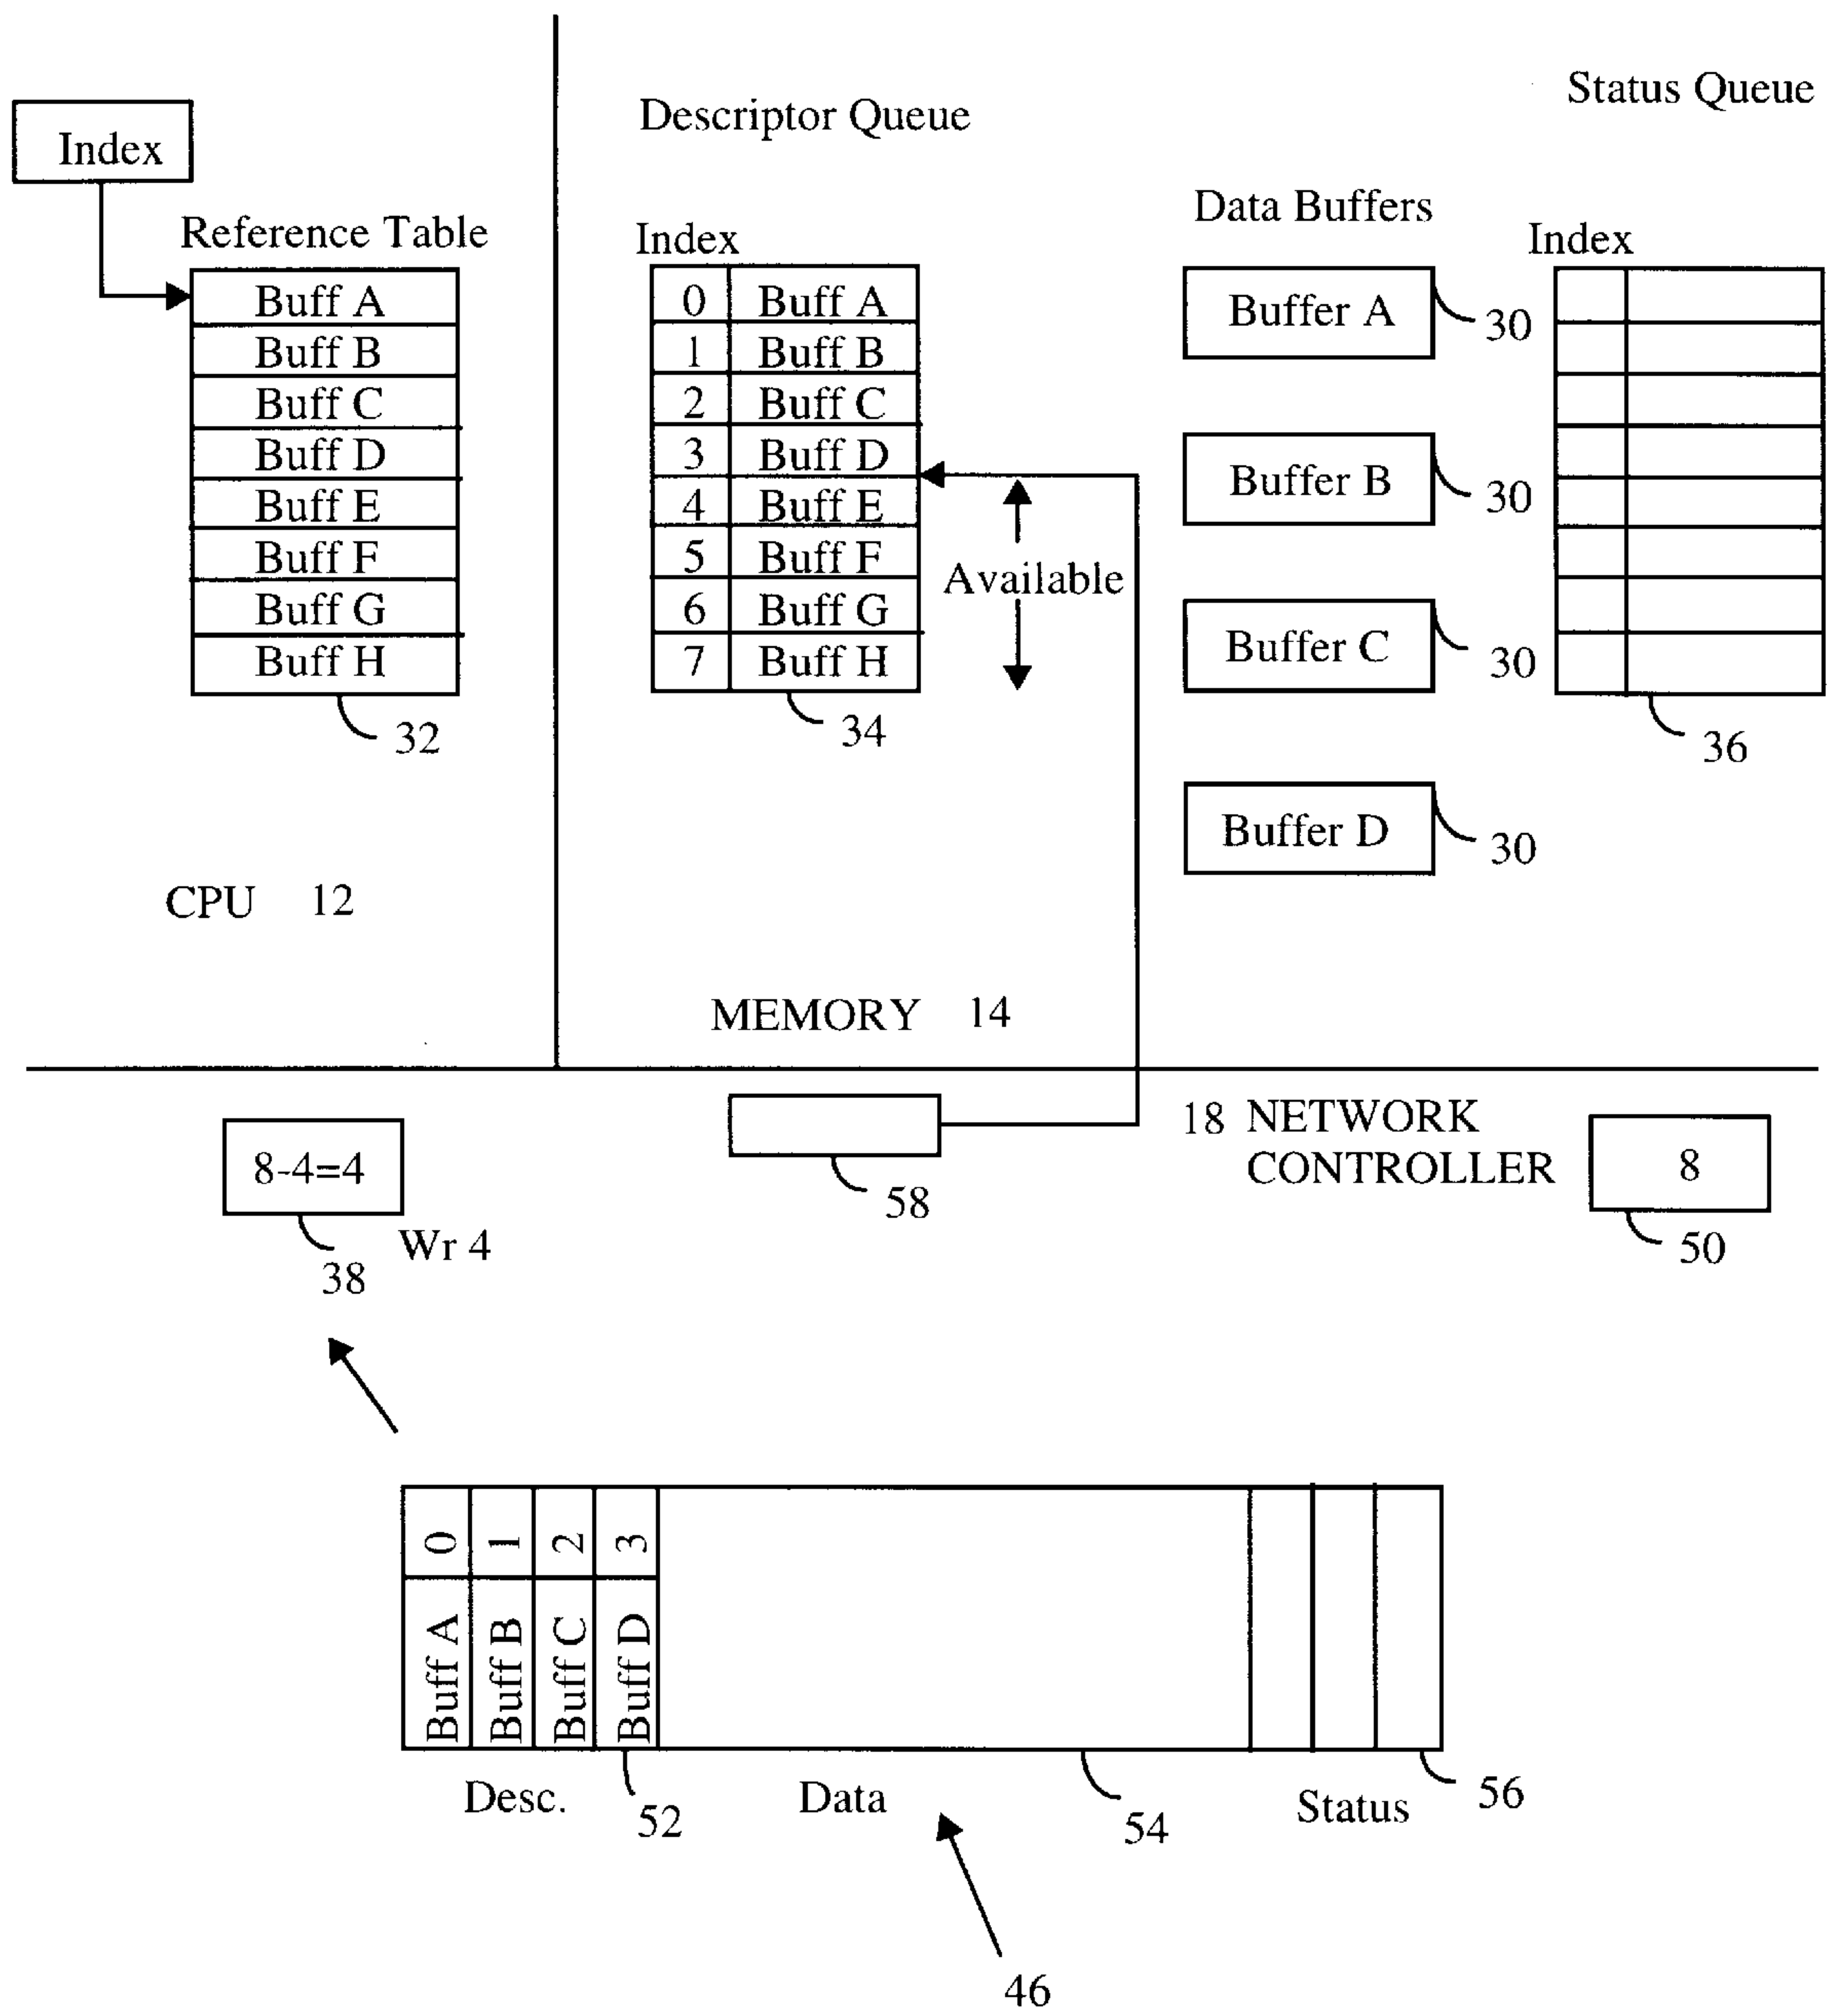 Status Queue
Descriptor Queue
Index
Data Buffers
Reference Table
Index
Index
Buff A
Buff B
Buff C
Buff D
Buff E
Buff F
Buff G
Buff H
32
0 Buff A
1 Buff B
2 Buff C
3 Buff D
4 Buff E
5 Buff F
6 Buff G
7 Buff H
34
Available
Buffer A 30
Buffer B 30
Buffer C 30
Buffer D 30
36
CPU 12
MEMORY 14
8-4=4
38
Wr 4
58
18 NETWORK
CONTROLLER
8
50
0 1 2 3
Buff A
Buff B
Buff C
Buff D
Desc.
52
Data
54
Status
56
46